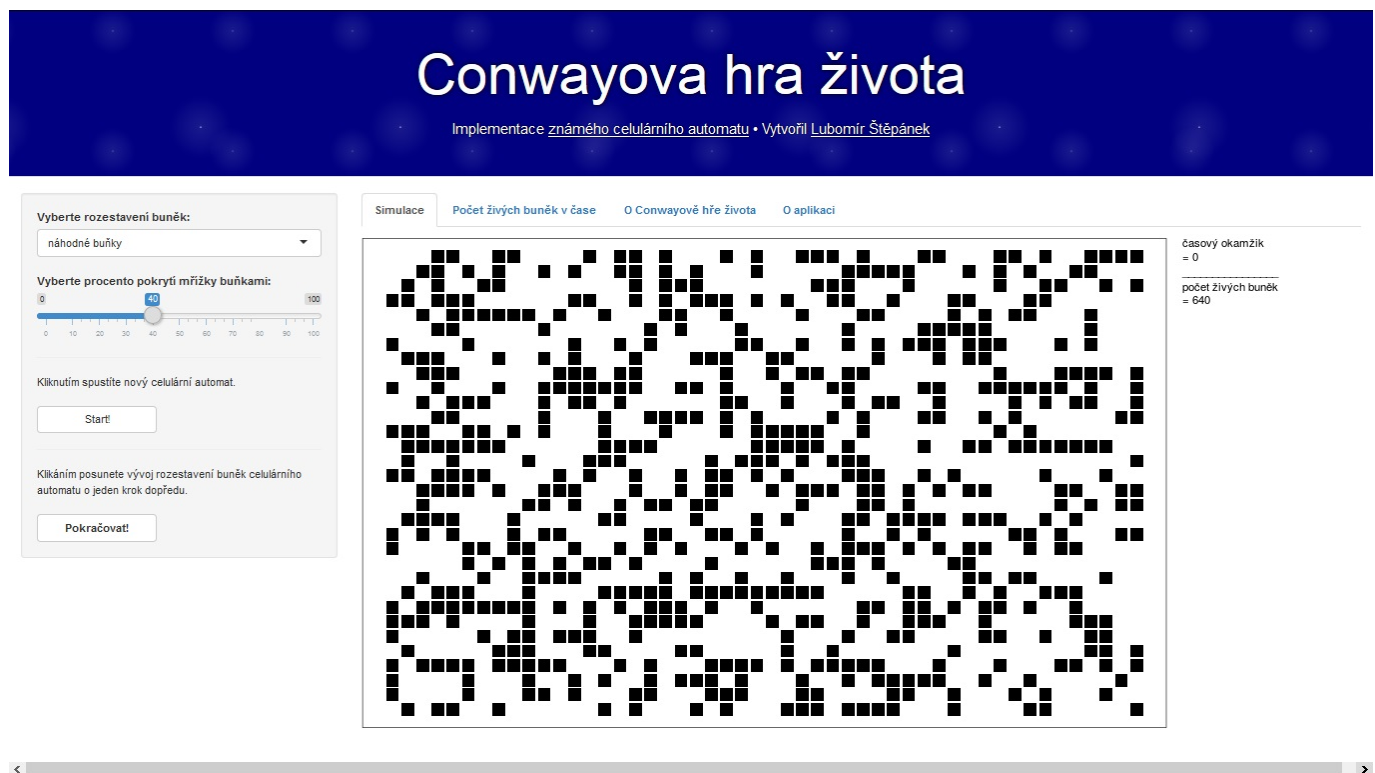 Conwayova hra života
Implementace známého celulárního automatu • Vytvořil Lubomír Štěpánek
Vyberte rozestavení buněk:
náhodné buňky
Vyberte procento pokrytí mřížky buňkami:
0 40 100
0 10 20 30 40 50 60 70 80 90 100
Kliknutím spustíte nový celulární automat.
Start!
Klikáním posunete vývoj rozestavení buněk celulárního
automatu o jeden krok dopředu.
Pokračovat!
Simulace Počet živých buněk v čase O Conwayově hře života O aplikaci
časový okamžik
= 0
________________
počet živých buněk
= 640